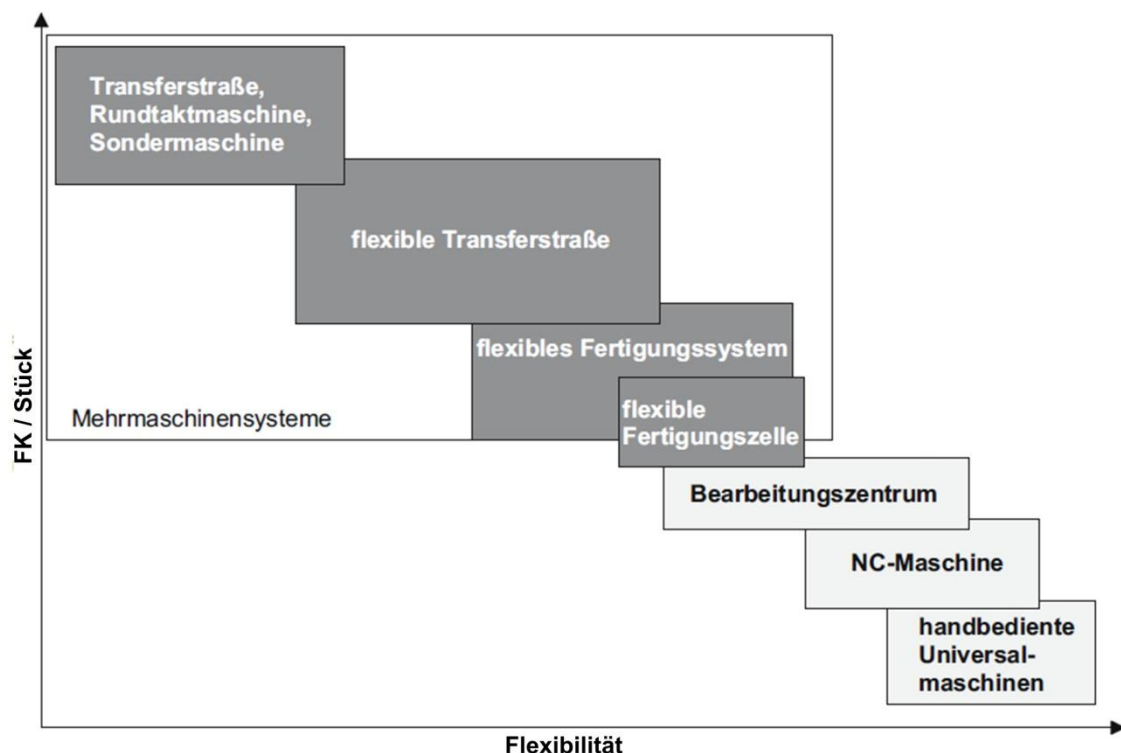 Transferstraße,
Rundtaktmaschine,
Sondermaschine
flexible Transferstraße
flexibles Fertigungssystem
flexible
Fertigungszelle
Mehrmaschinensysteme
FK / Stück
Bearbeitungszentrum
NC-Maschine
handbediente
Universal-
maschinen
Flexibilität